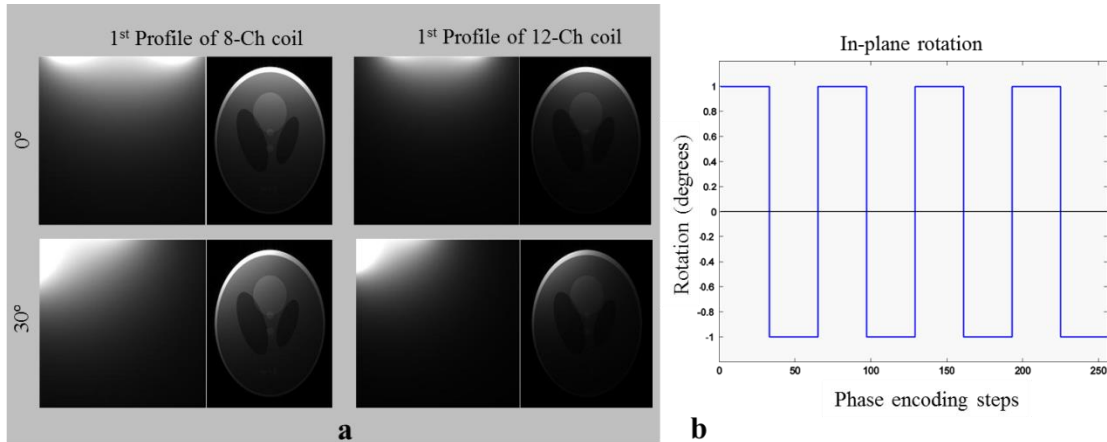 1st Profile of 8-Ch coil
1st Profile of 12-Ch coil
0°
30°
a
In-plane rotation
Rotation (degrees)
1
0.8
0.6
0.4
0.2
0
-0.2
-0.4
-0.6
-0.8
-1
0
50
100
150
200
250
Phase encoding steps
b